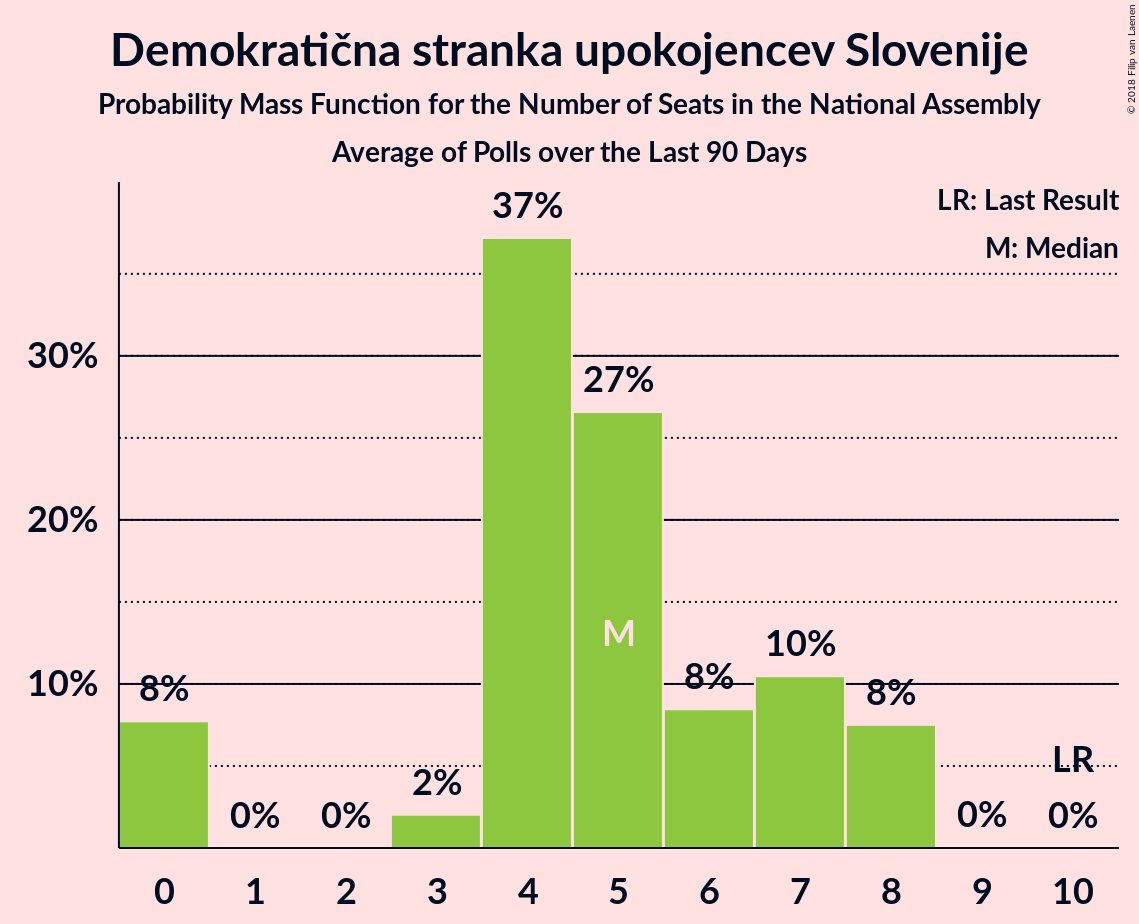 Demokratična stranka upokojencev Slovenije
Probability Mass Function for the Number of Seats in the National Assembly
Average of Polls over the Last 90 Days
© 2018 Filip van Laenen
LR: Last Result
M: Median
37%
30%
27%
20%
M
10%
10%
8%
8%
8%
2%
LR
0%
0%
0%
0%
0 1 2 3 4 5 6 7 8 9 10